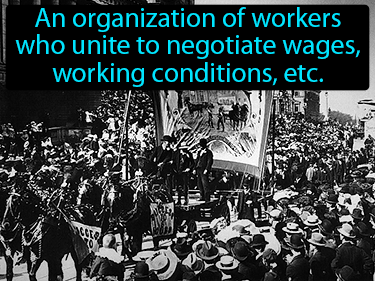 An organization of workers
who unite to negotiate wages,
working conditions, etc.